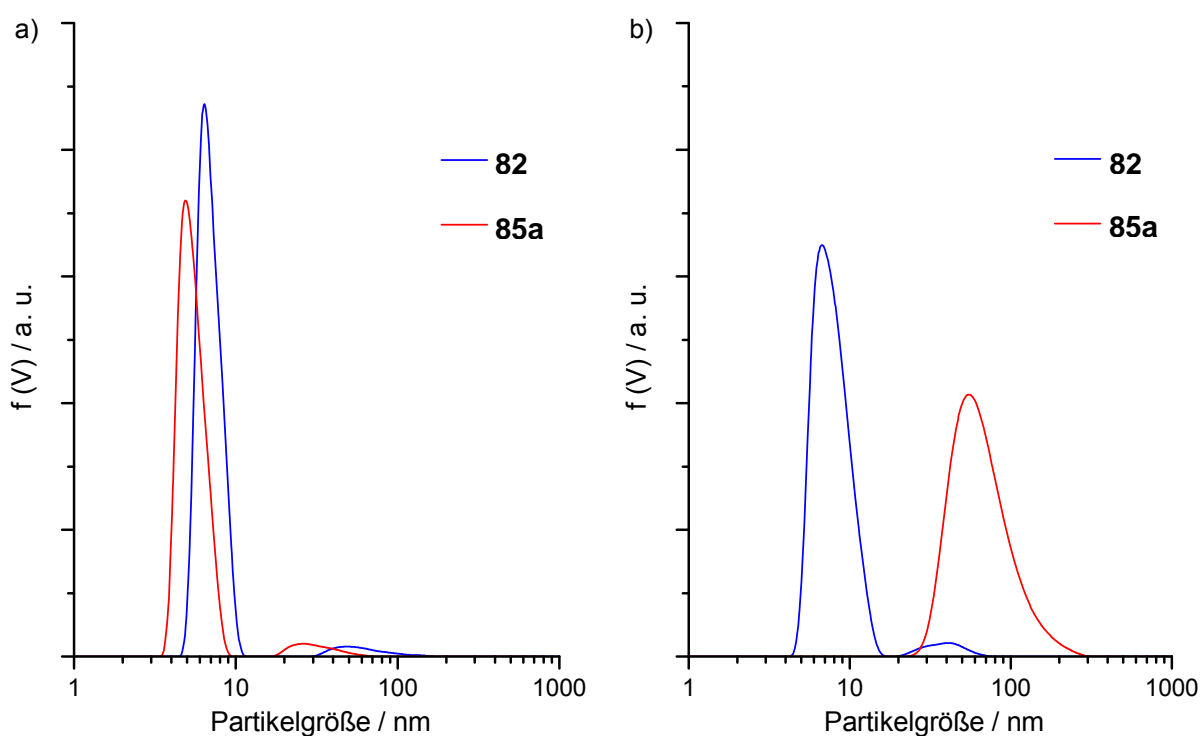 a)
f (V) / a. u.
82
85a
1 10 100 1000
Partikelgröße / nm
b)
f (V) / a. u.
82
85a
1 10 100 1000
Partikelgröße / nm